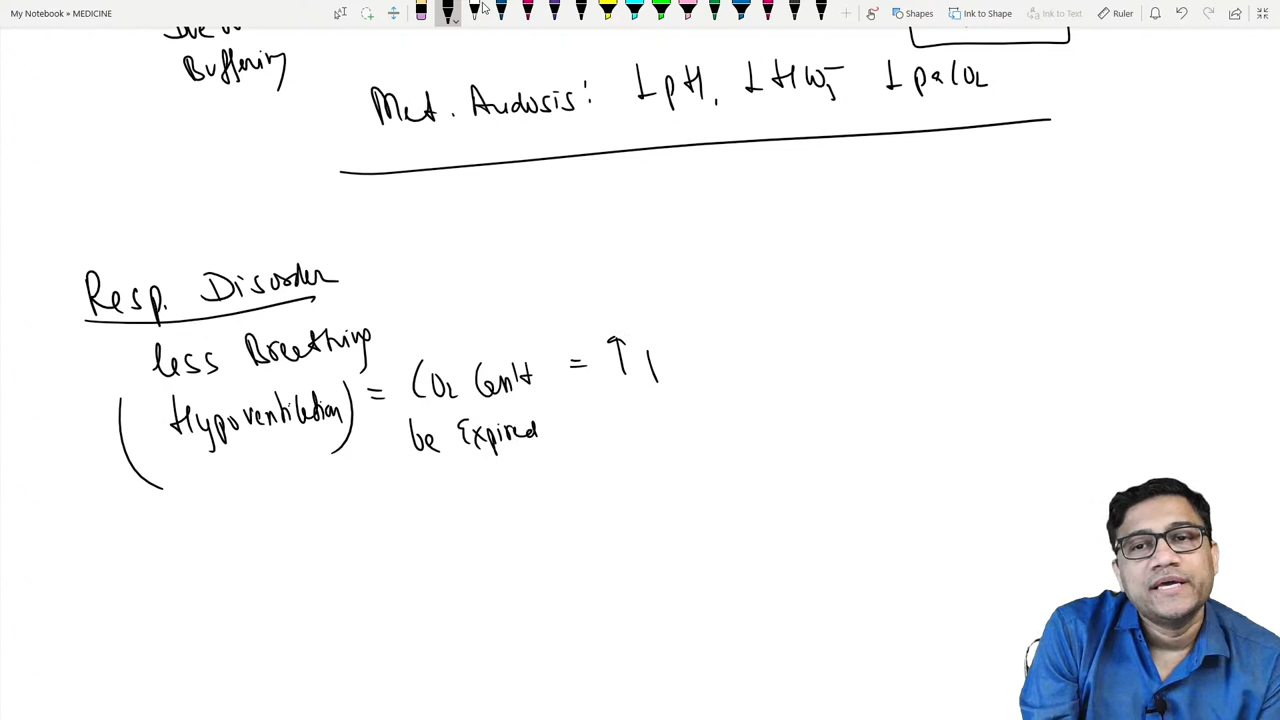 My Notebook » MEDICINE
Shapes Ink to Shape Ink to Text Ruler
Buffering
Met. Acidosis: ↓pH, ↓HCO3- ↓paCO2
Resp. Disorder
less Breathing
(Hypoventilation) = CO2 Can't = ↑
be Expired